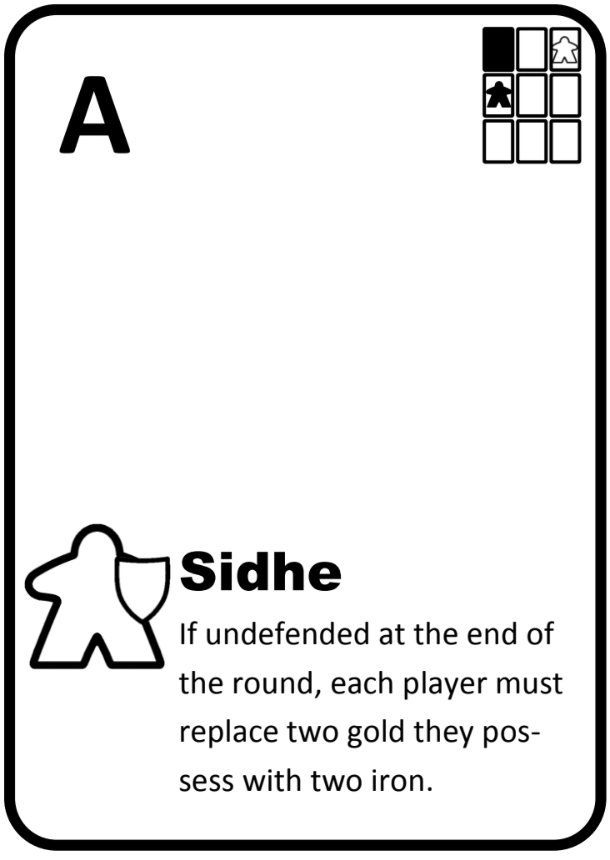 A
Sidhe
If undefended at the end of
the round, each player must
replace two gold they pos-
sess with two iron.